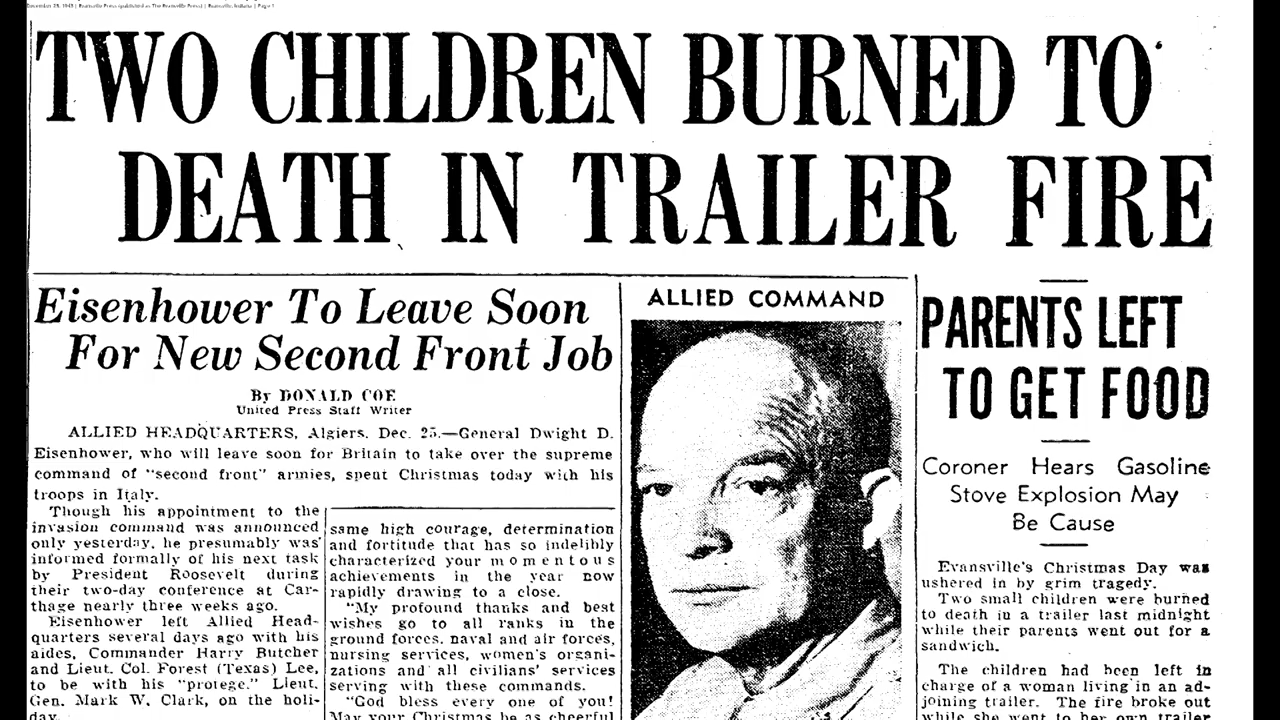 December 25, 1943 | Evansville Press (published as The Evansville Press) | Evansville, Indiana | Page 1
TWO CHILDREN BURNED TO
DEATH IN TRAILER FIRE
Eisenhower To Leave Soon
For New Second Front Job
By DONALD COE
United Press Staff Writer
ALLIED HEADQUARTERS, Algiers, Dec. 25.—General Dwight D.
Eisenhower, who will leave soon for Britain to take over the supreme
command of "second front" armies, spent Christmas today with his
troops in Italy.
Though his appointment to the
invasion command was announced
only yesterday, he presumably was
informed formally of his next task
by President Roosevelt during
their two-day conference at Car-
thage nearly three weeks ago.
Eisenhower left Allied Head-
quarters several days ago with his
aides, Commander Harry Butcher
and Lieut. Col. Forest (Texas) Lee,
to be with his "protege," Lieut.
Gen. Mark W. Clark, on the holi-
day.
same high courage, determination
and fortitude that has so indelibly
characterized your momentous
achievements in the year now
rapidly drawing to a close.
"My profound thanks and best
wishes go to all ranks in the
ground forces, naval and air forces,
nursing services, women's organi-
zations and all civilians' services
serving with these commands.
"God bless every one of you!
May your Christmas be as cheerful
ALLIED COMMAND
PARENTS LEFT
TO GET FOOD
Coroner Hears Gasoline
Stove Explosion May
Be Cause
Evansville's Christmas Day was
ushered in by grim tragedy.
Two small children were burned
to death in a trailer last midnight
while their parents went out for a
sandwich.
The children had been left in
charge of a woman living in an ad-
joining trailer. The fire broke out
while she went to her own trailer